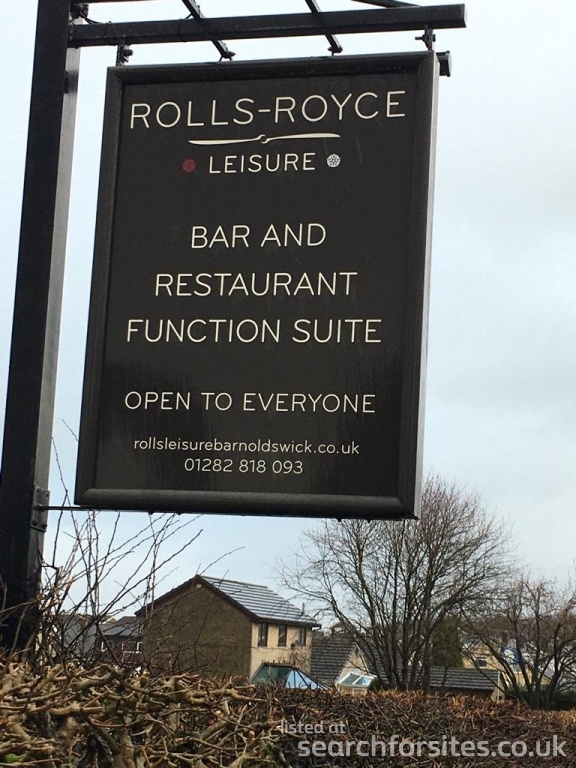 ROLLS-ROYCE
LEISURE
BAR AND
RESTAURANT
FUNCTION SUITE
OPEN TO EVERYONE
rollsleisurebarnoldswick.co.uk
01282 818 093
listed at
searchforsites.co.uk